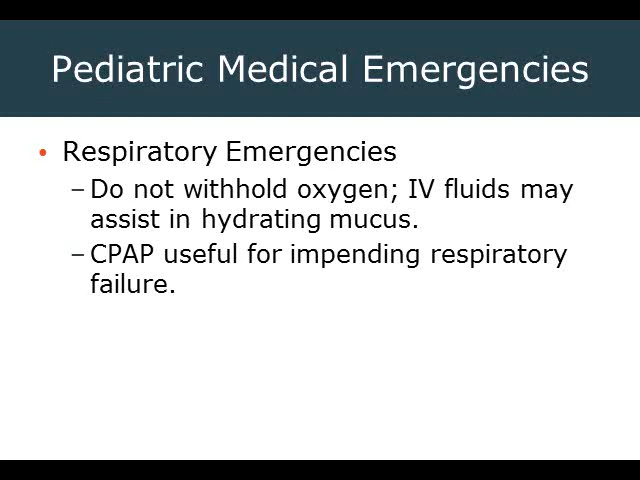 Pediatric Medical Emergencies
• Respiratory Emergencies
– Do not withhold oxygen; IV fluids may
assist in hydrating mucus.
– CPAP useful for impending respiratory
failure.